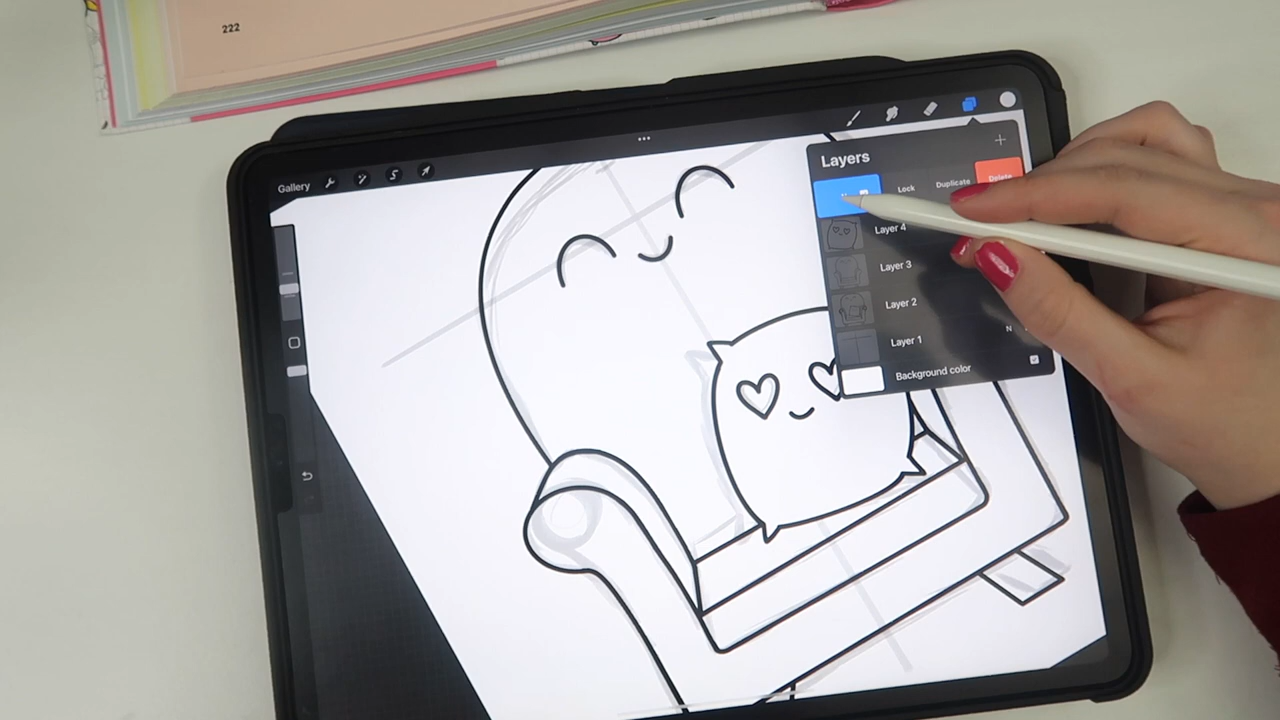 222
Gallery
Layers
Lock Duplicate Delete
Layer 4
Layer 3
Layer 2
Layer 1 N
Background color